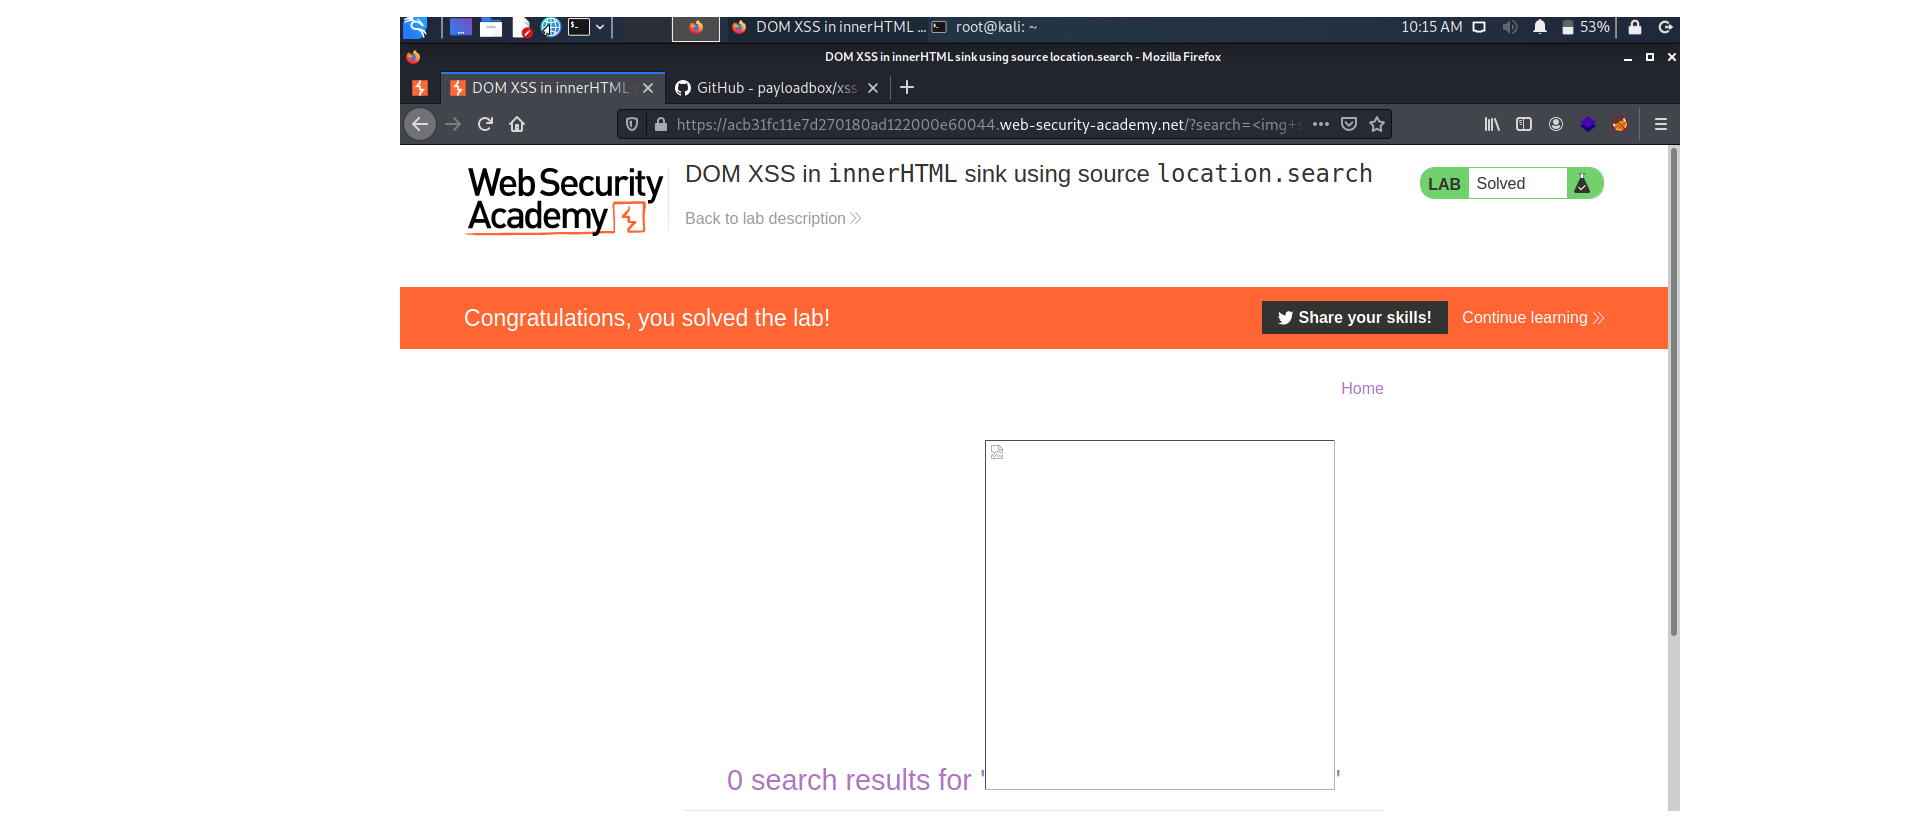 DOM XSS in innerHTML ... root@kali: ~ 10:15 AM 53%
DOM XSS in innerHTML sink using source location.search - Mozilla Firefox
DOM XSS in innerHTML GitHub - payloadbox/xss-
https://acb31fc11e7d270180ad122000e60044.web-security-academy.net/?search=<img+s
WebSecurity
Academy
DOM XSS in innerHTML sink using source location.search
LAB Solved
Back to lab description
Congratulations, you solved the lab!
Share your skills! Continue learning
Home
0 search results for ' '